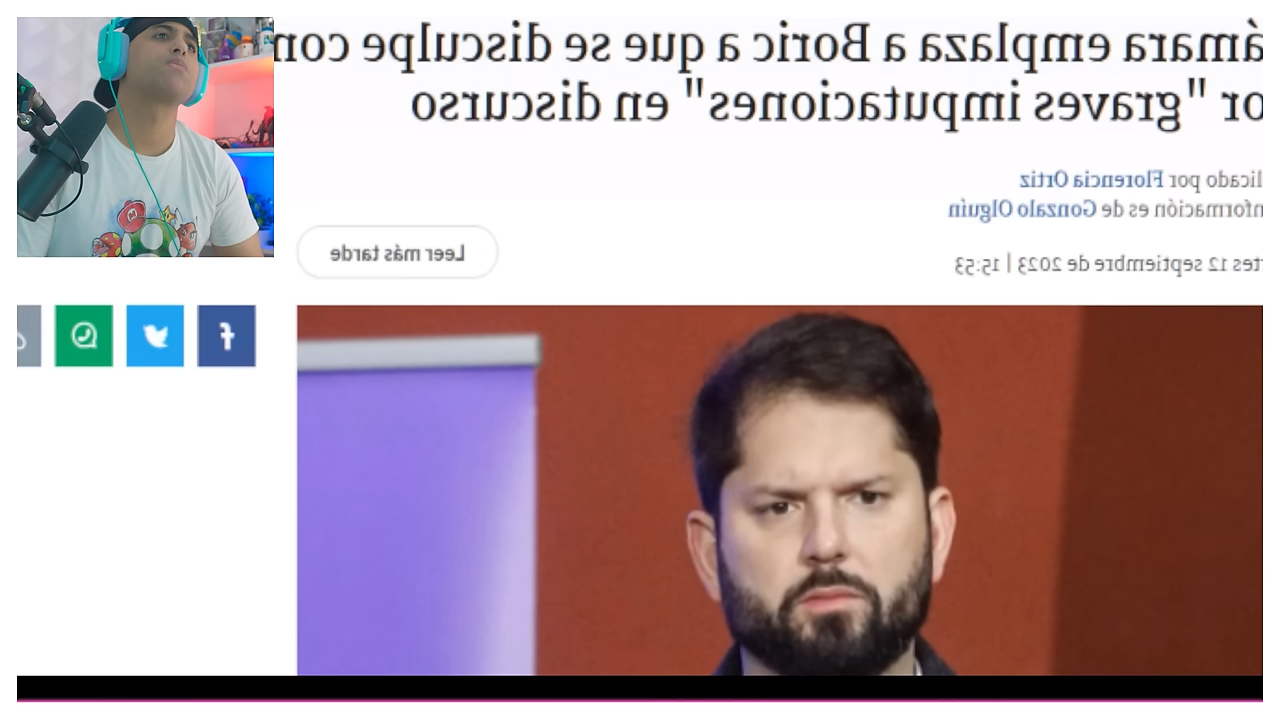 ámara emplaza a Boric a que se disculpe con
or "graves imputaciones" en discurso
licado por Florencia Ortiz
nformación es de Gonzalo Olguín
rtes 12 septiembre de 2023 | 15:53
Leer más tarde